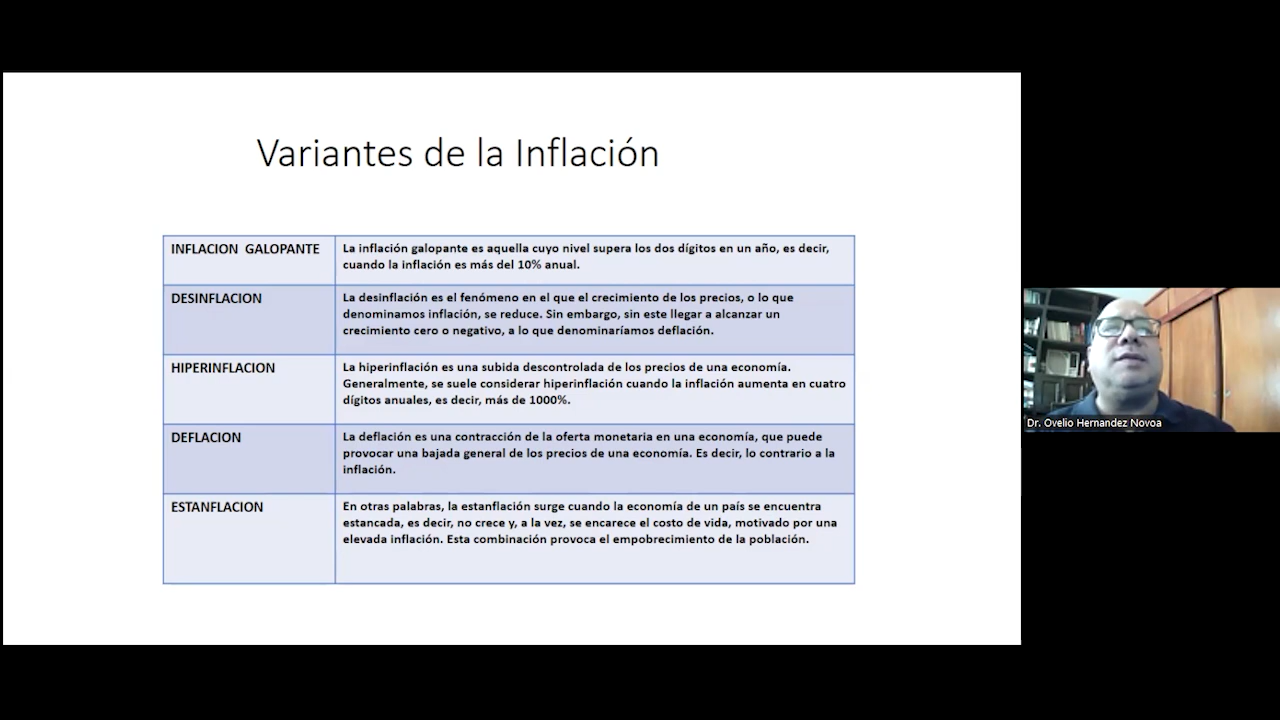 Variantes de la Inflación
INFLACION GALOPANTE
La inflación galopante es aquella cuyo nivel supera los dos dígitos en un año, es decir,
cuando la inflación es más del 10% anual.
DESINFLACION
La desinflación es el fenómeno en el que el crecimiento de los precios, o lo que
denominamos inflación, se reduce. Sin embargo, sin este llegar a alcanzar un
crecimiento cero o negativo, a lo que denominaríamos deflación.
HIPERINFLACION
La hiperinflación es una subida descontrolada de los precios de una economía.
Generalmente, se suele considerar hiperinflación cuando la inflación aumenta en cuatro
dígitos anuales, es decir, más de 1000%.
DEFLACION
La deflación es una contracción de la oferta monetaria en una economía, que puede
provocar una bajada general de los precios de una economía. Es decir, lo contrario a la
inflación.
ESTANFLACION
En otras palabras, la estanflación surge cuando la economía de un país se encuentra
estancada, es decir, no crece y, a la vez, se encarece el costo de vida, motivado por una
elevada inflación. Esta combinación provoca el empobrecimiento de la población.
Dr. Ovelio Hernandez Novoa